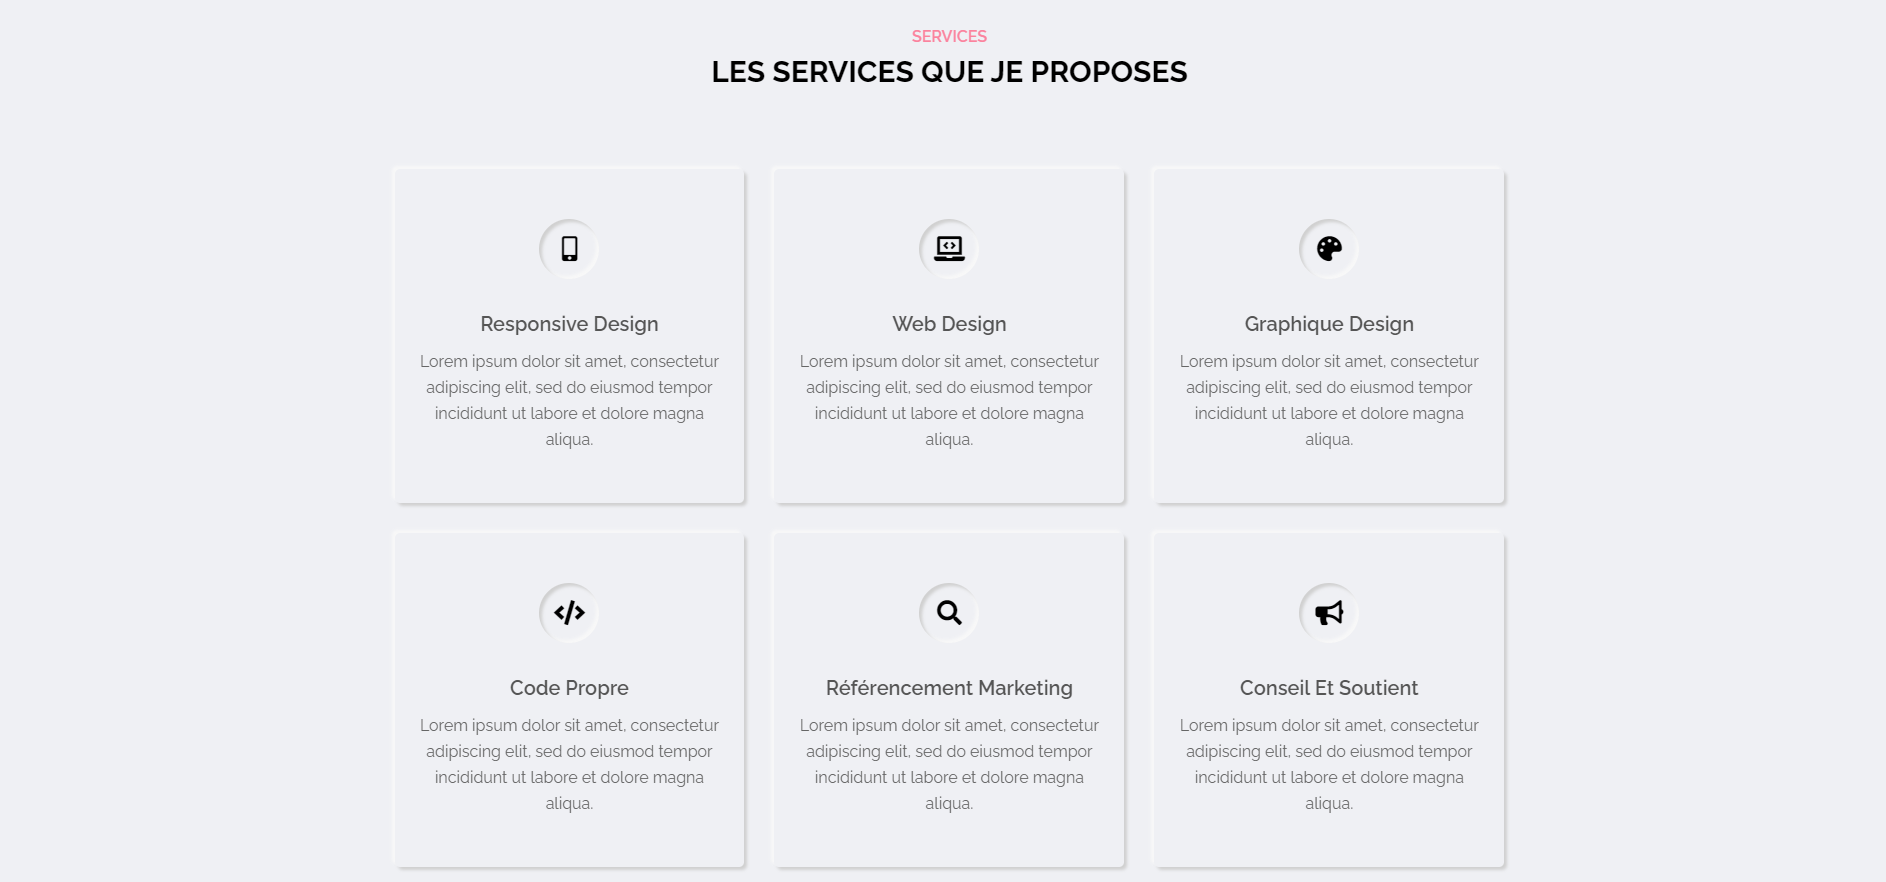 SERVICES
LES SERVICES QUE JE PROPOSES
Responsive Design
Lorem ipsum dolor sit amet, consectetur
adipiscing elit, sed do eiusmod tempor
incididunt ut labore et dolore magna
aliqua.
Web Design
Lorem ipsum dolor sit amet, consectetur
adipiscing elit, sed do eiusmod tempor
incididunt ut labore et dolore magna
aliqua.
Graphique Design
Lorem ipsum dolor sit amet, consectetur
adipiscing elit, sed do eiusmod tempor
incididunt ut labore et dolore magna
aliqua.
Code Propre
Lorem ipsum dolor sit amet, consectetur
adipiscing elit, sed do eiusmod tempor
incididunt ut labore et dolore magna
aliqua.
Référencement Marketing
Lorem ipsum dolor sit amet, consectetur
adipiscing elit, sed do eiusmod tempor
incididunt ut labore et dolore magna
aliqua.
Conseil Et Soutient
Lorem ipsum dolor sit amet, consectetur
adipiscing elit, sed do eiusmod tempor
incididunt ut labore et dolore magna
aliqua.